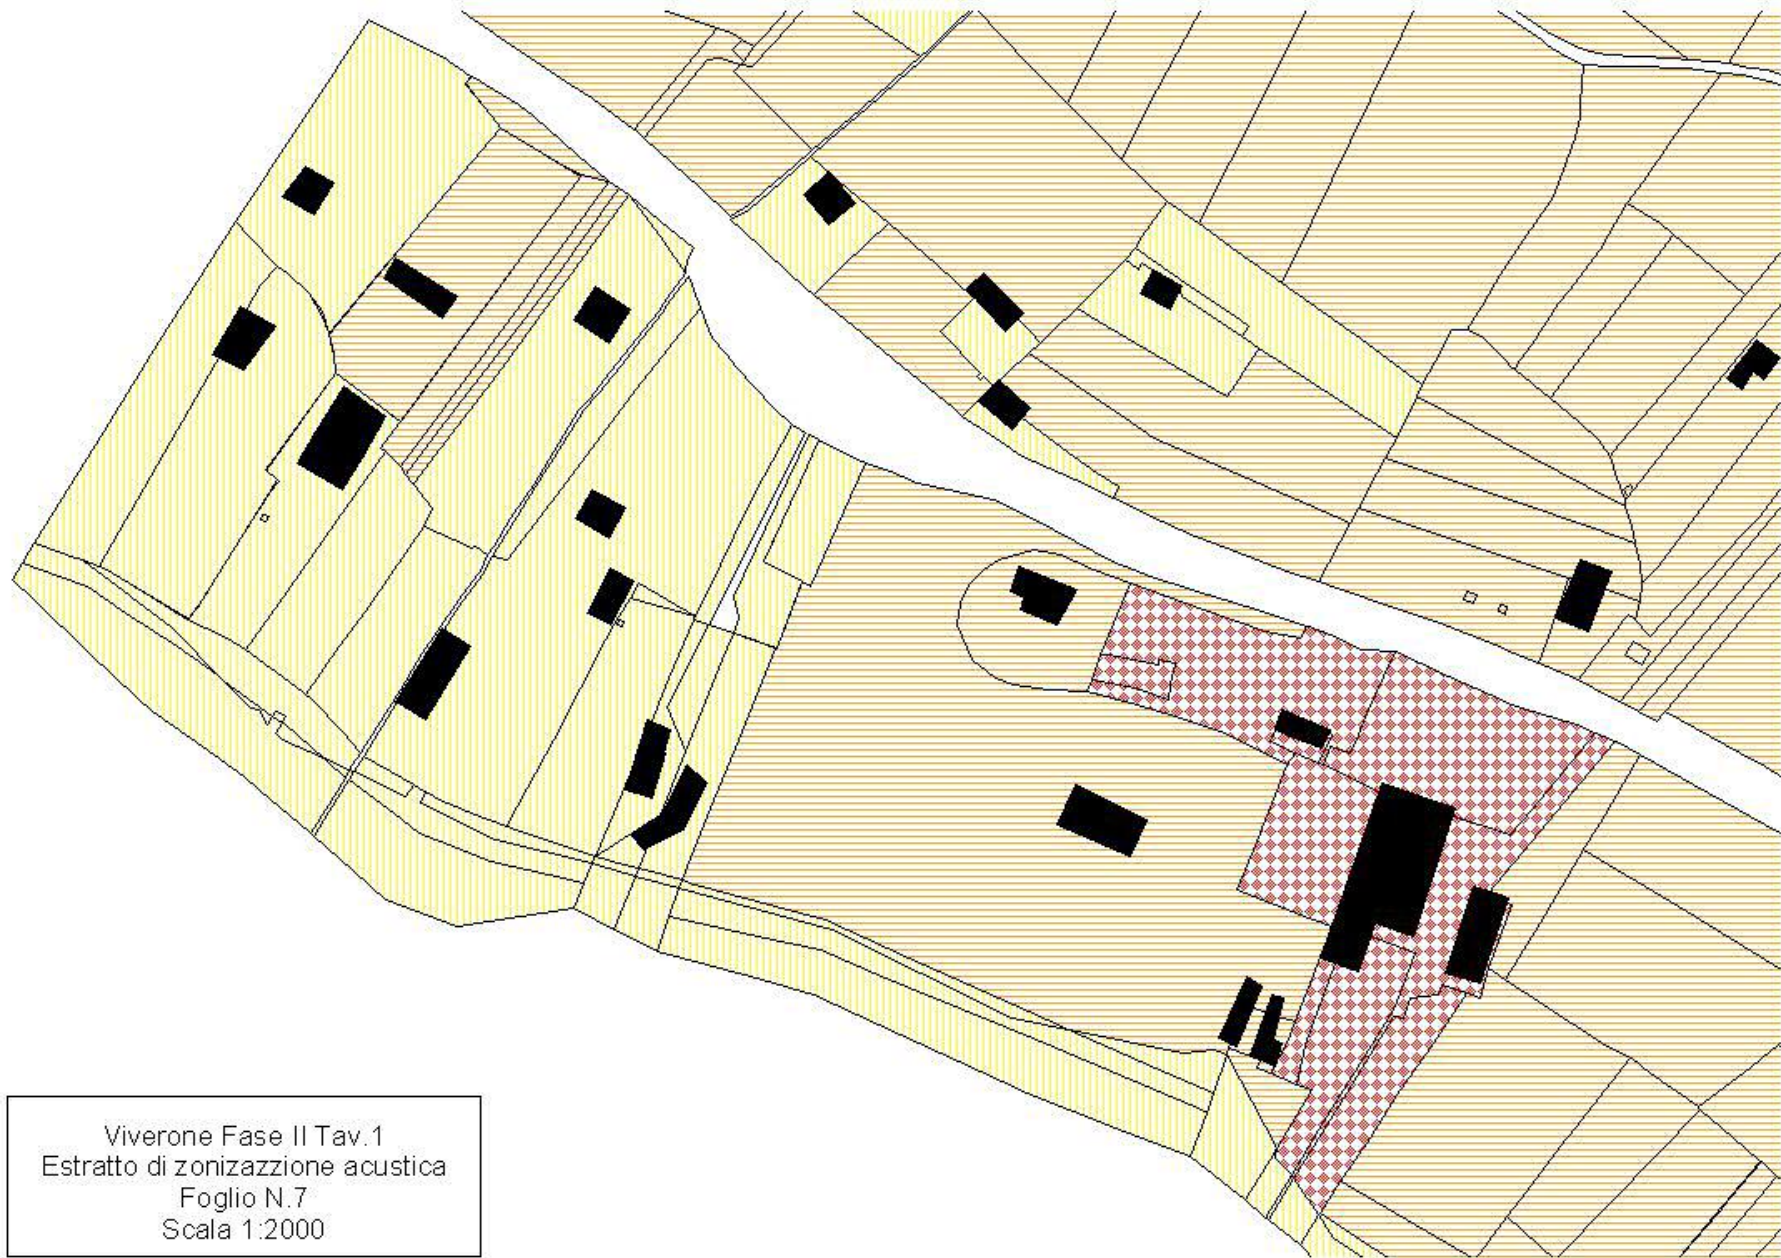 Viverone Fase II Tav.1
Estratto di zonizazzione acustica
Foglio N.7
Scala 1:2000